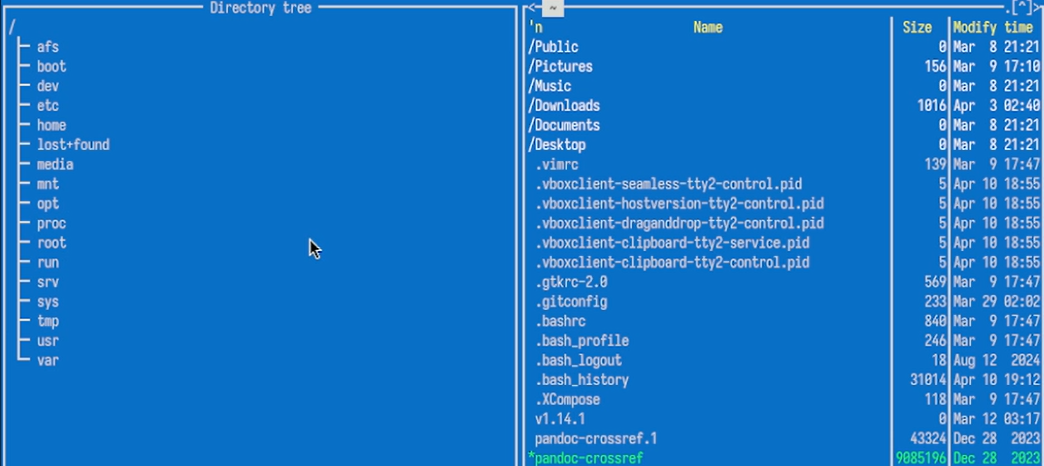 Directory tree
/
afs
boot
dev
etc
home
lost+found
media
mnt
opt
proc
root
run
srv
sys
tmp
usr
var
<─ ~ .[^]>
'n Name Size Modify time
/Public 0 Mar 8 21:21
/Pictures 156 Mar 9 17:10
/Music 0 Mar 8 21:21
/Downloads 1016 Apr 3 02:40
/Documents 0 Mar 8 21:21
/Desktop 0 Mar 8 21:21
.vimrc 139 Mar 9 17:47
.vboxclient-seamless-tty2-control.pid 5 Apr 10 18:55
.vboxclient-hostversion-tty2-control.pid 5 Apr 10 18:55
.vboxclient-draganddrop-tty2-control.pid 5 Apr 10 18:55
.vboxclient-clipboard-tty2-service.pid 5 Apr 10 18:55
.vboxclient-clipboard-tty2-control.pid 5 Apr 10 18:55
.gtkrc-2.0 569 Mar 9 17:47
.gitconfig 233 Mar 29 02:02
.bashrc 840 Mar 9 17:47
.bash_profile 246 Mar 9 17:47
.bash_logout 18 Aug 12 2024
.bash_history 31014 Apr 10 19:12
.XCompose 118 Mar 9 17:47
v1.14.1 0 Mar 12 03:17
pandoc-crossref.1 43324 Dec 28 2023
*pandoc-crossref 9085196 Dec 28 2023